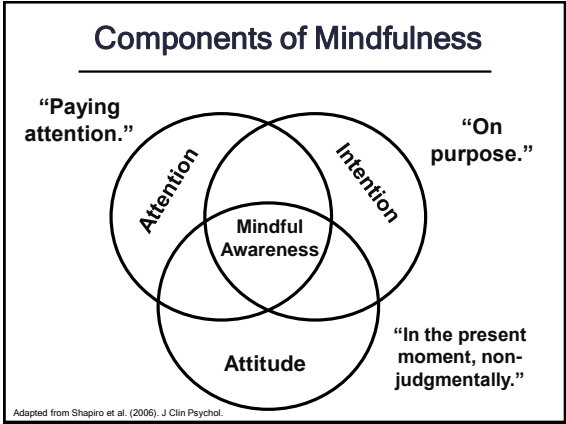 Components of Mindfulness
“Paying
attention.”
“On
purpose.”
Attention
Intention
Mindful
Awareness
Attitude
“In the present
moment, non-
judgmentally.”
Adapted from Shapiro et al. (2006). J Clin Psychol.